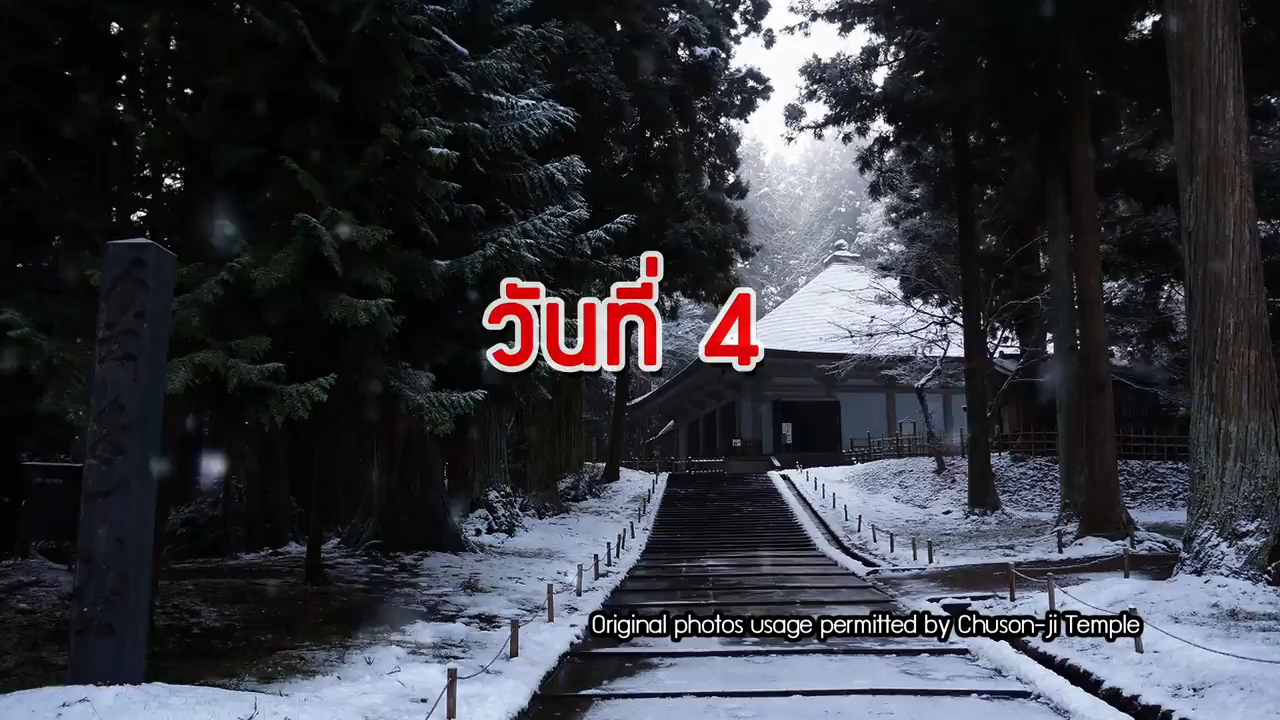 วันที่ 4
Original photos usage permitted by Chuson-ji Temple